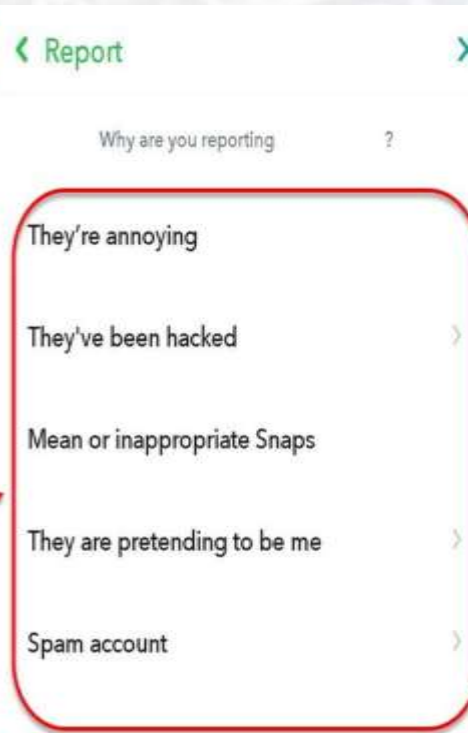 Report
Why are you reporting ?
They're annoying
They've been hacked
Mean or inappropriate Snaps
They are pretending to be me
Spam account